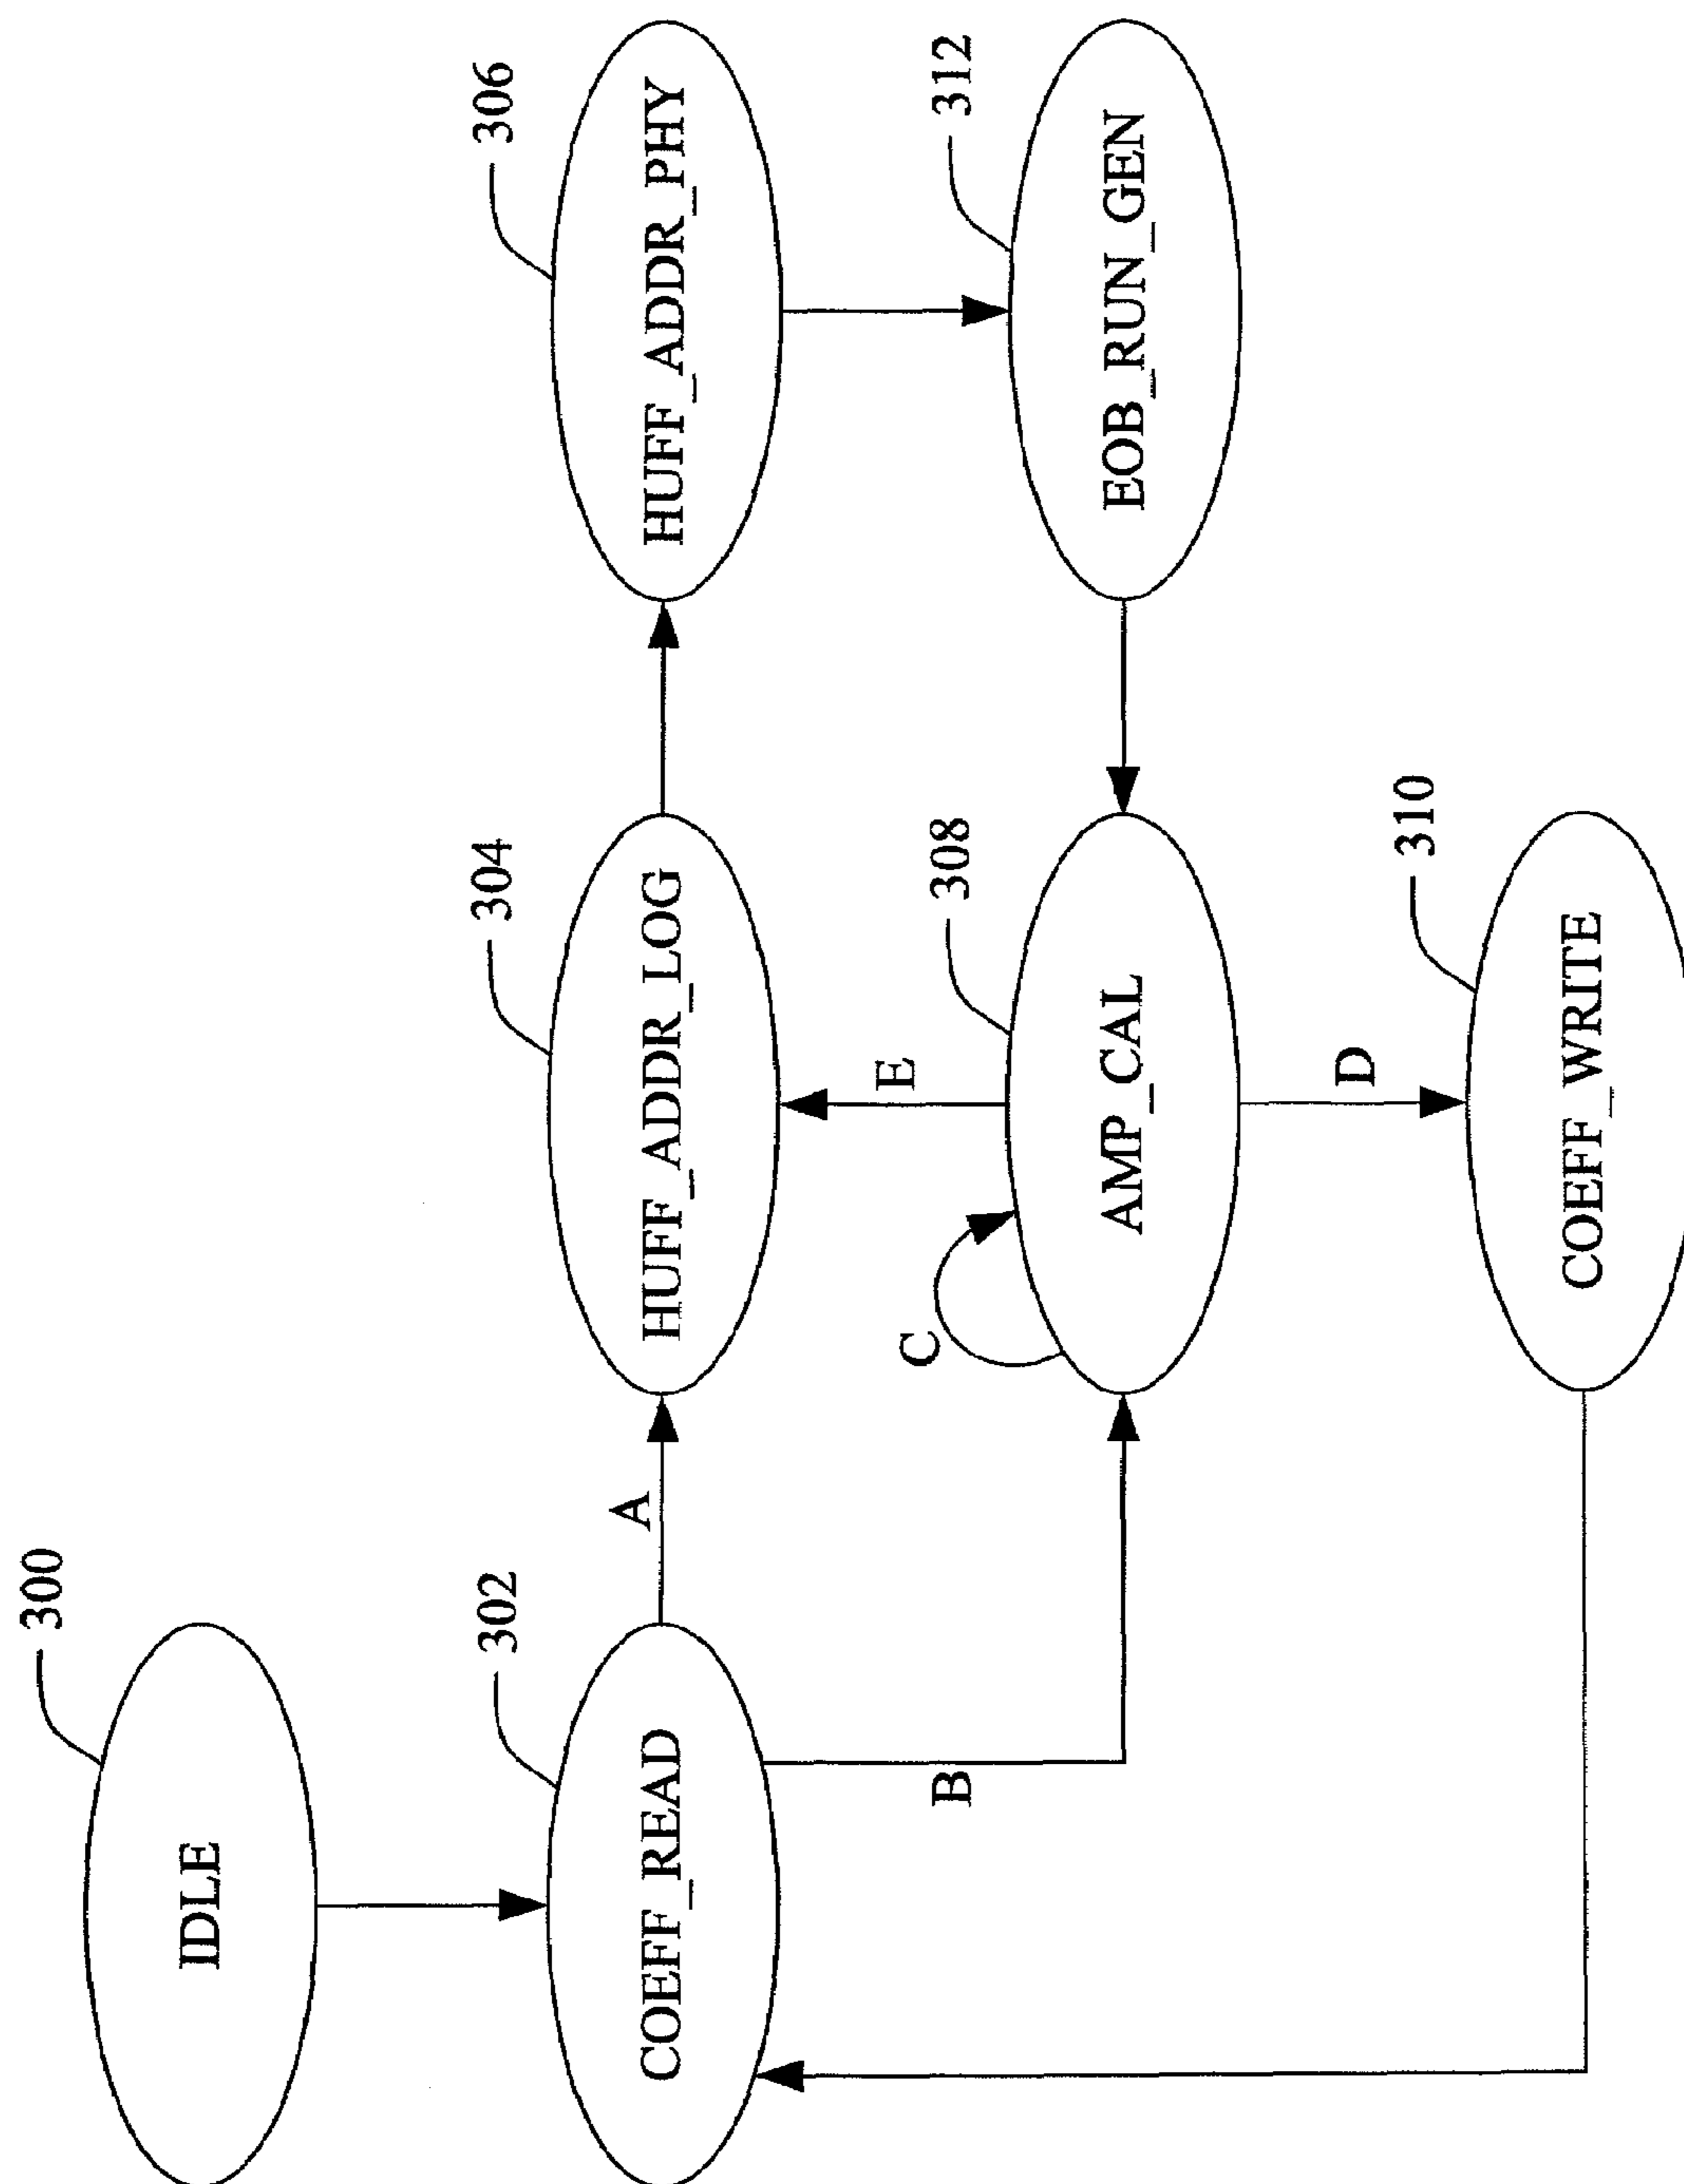 300
IDLE
302
COEFF_READ
A
304
HUFF_ADDR_LOG
306
HUFF_ADDR_PHY
B
C
E
308
AMP_CAL
312
EOB_RUN_GEN
D
310
COEFF_WRITE